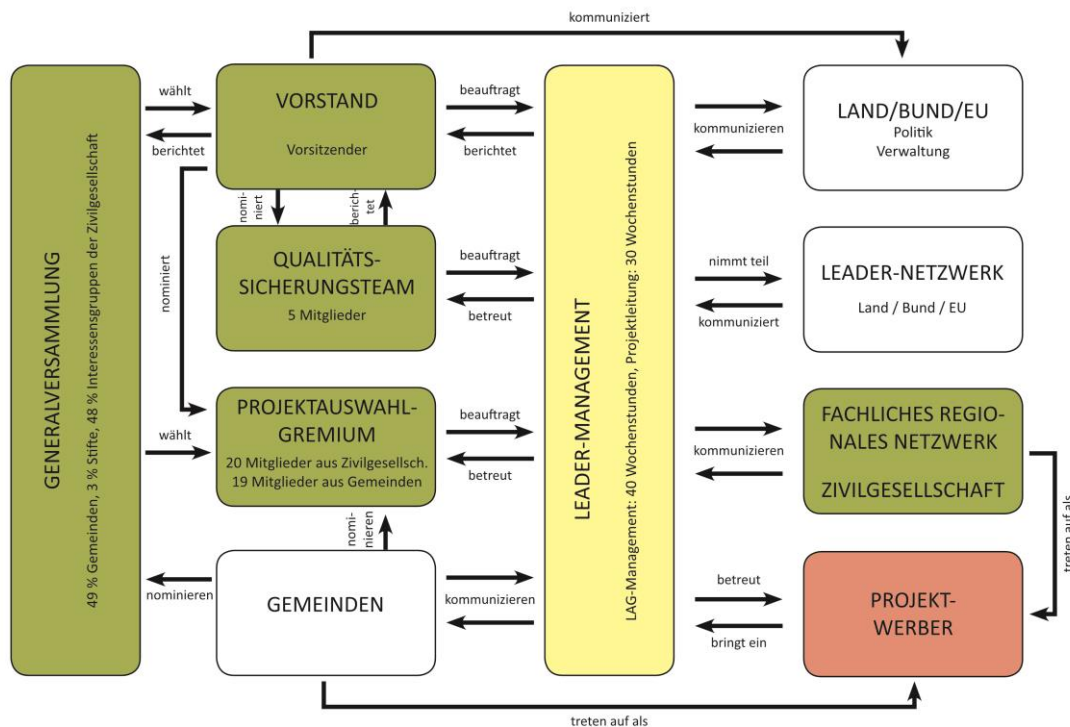 kommuniziert
GENERALVERSAMMLUNG
49 % Gemeinden, 3 % Stifte, 48 % Interessensgruppen der Zivilgesellschaft
wählt
berichtet
VORSTAND
Vorsitzender
beauftragt
berichtet
LEADER-MANAGEMENT
LAG-Management: 40 Wochenstunden, Projektleitung: 30 Wochenstunden
kommunizieren
LAND/BUND/EU
Politik
Verwaltung
nomi-
niert
berich-
tet
nominiert
QUALITÄTS-
SICHERUNGSTEAM
5 Mitglieder
beauftragt
betreut
nimmt teil
kommuniziert
LEADER-NETZWERK
Land / Bund / EU
wählt
PROJEKTAUSWAHL-
GREMIUM
20 Mitglieder aus Zivilgesellsch.
19 Mitglieder aus Gemeinden
beauftragt
betreut
kommunizieren
FACHLICHES REGIO-
NALES NETZWERK
ZIVILGESELLSCHAFT
treten auf als
nomi-
nieren
nominieren
GEMEINDEN
kommunizieren
betreut
bringt ein
PROJEKT-
WERBER
treten auf als